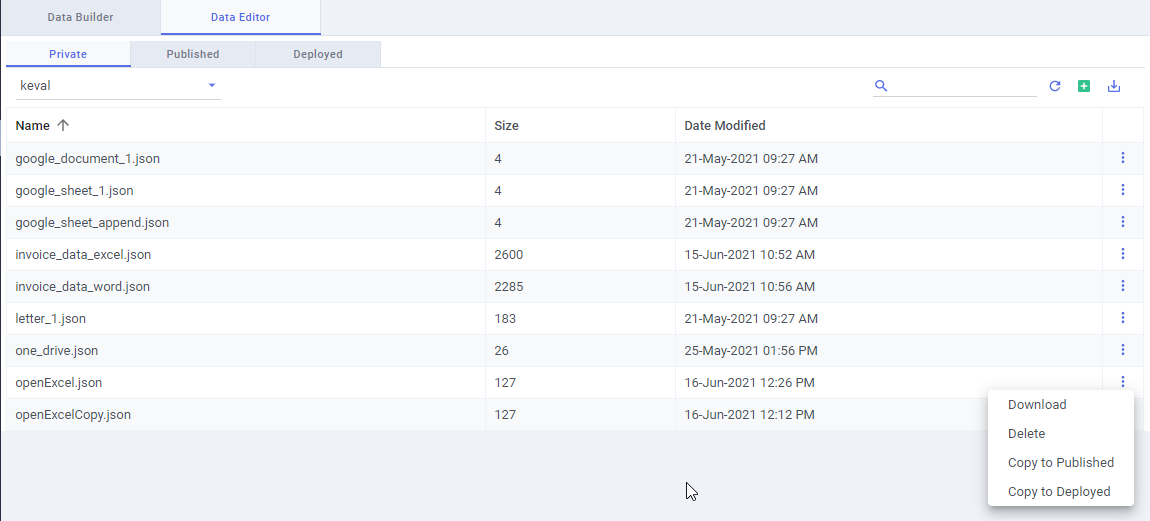 Data Builder Data Editor
Private Published Deployed
keval
Name Size Date Modified
google_document_1.json 4 21-May-2021 09:27 AM
google_sheet_1.json 4 21-May-2021 09:27 AM
google_sheet_append.json 4 21-May-2021 09:27 AM
invoice_data_excel.json 2600 15-Jun-2021 10:52 AM
invoice_data_word.json 2285 15-Jun-2021 10:56 AM
letter_1.json 183 21-May-2021 09:27 AM
one_drive.json 26 25-May-2021 01:56 PM
openExcel.json 127 16-Jun-2021 12:26 PM
openExcelCopy.json 127 16-Jun-2021 12:12 PM
Download
Delete
Copy to Published
Copy to Deployed